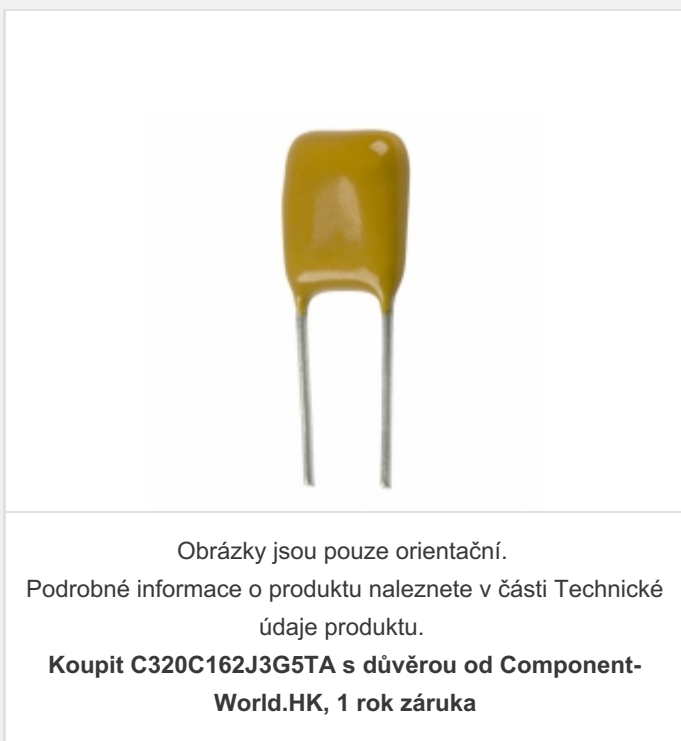 Obrázky jsou pouze orientační.
Podrobné informace o produktu naleznete v části Technické
údaje produktu.
Koupit C320C162J3G5TA s důvěrou od Component-
World.HK, 1 rok záruka